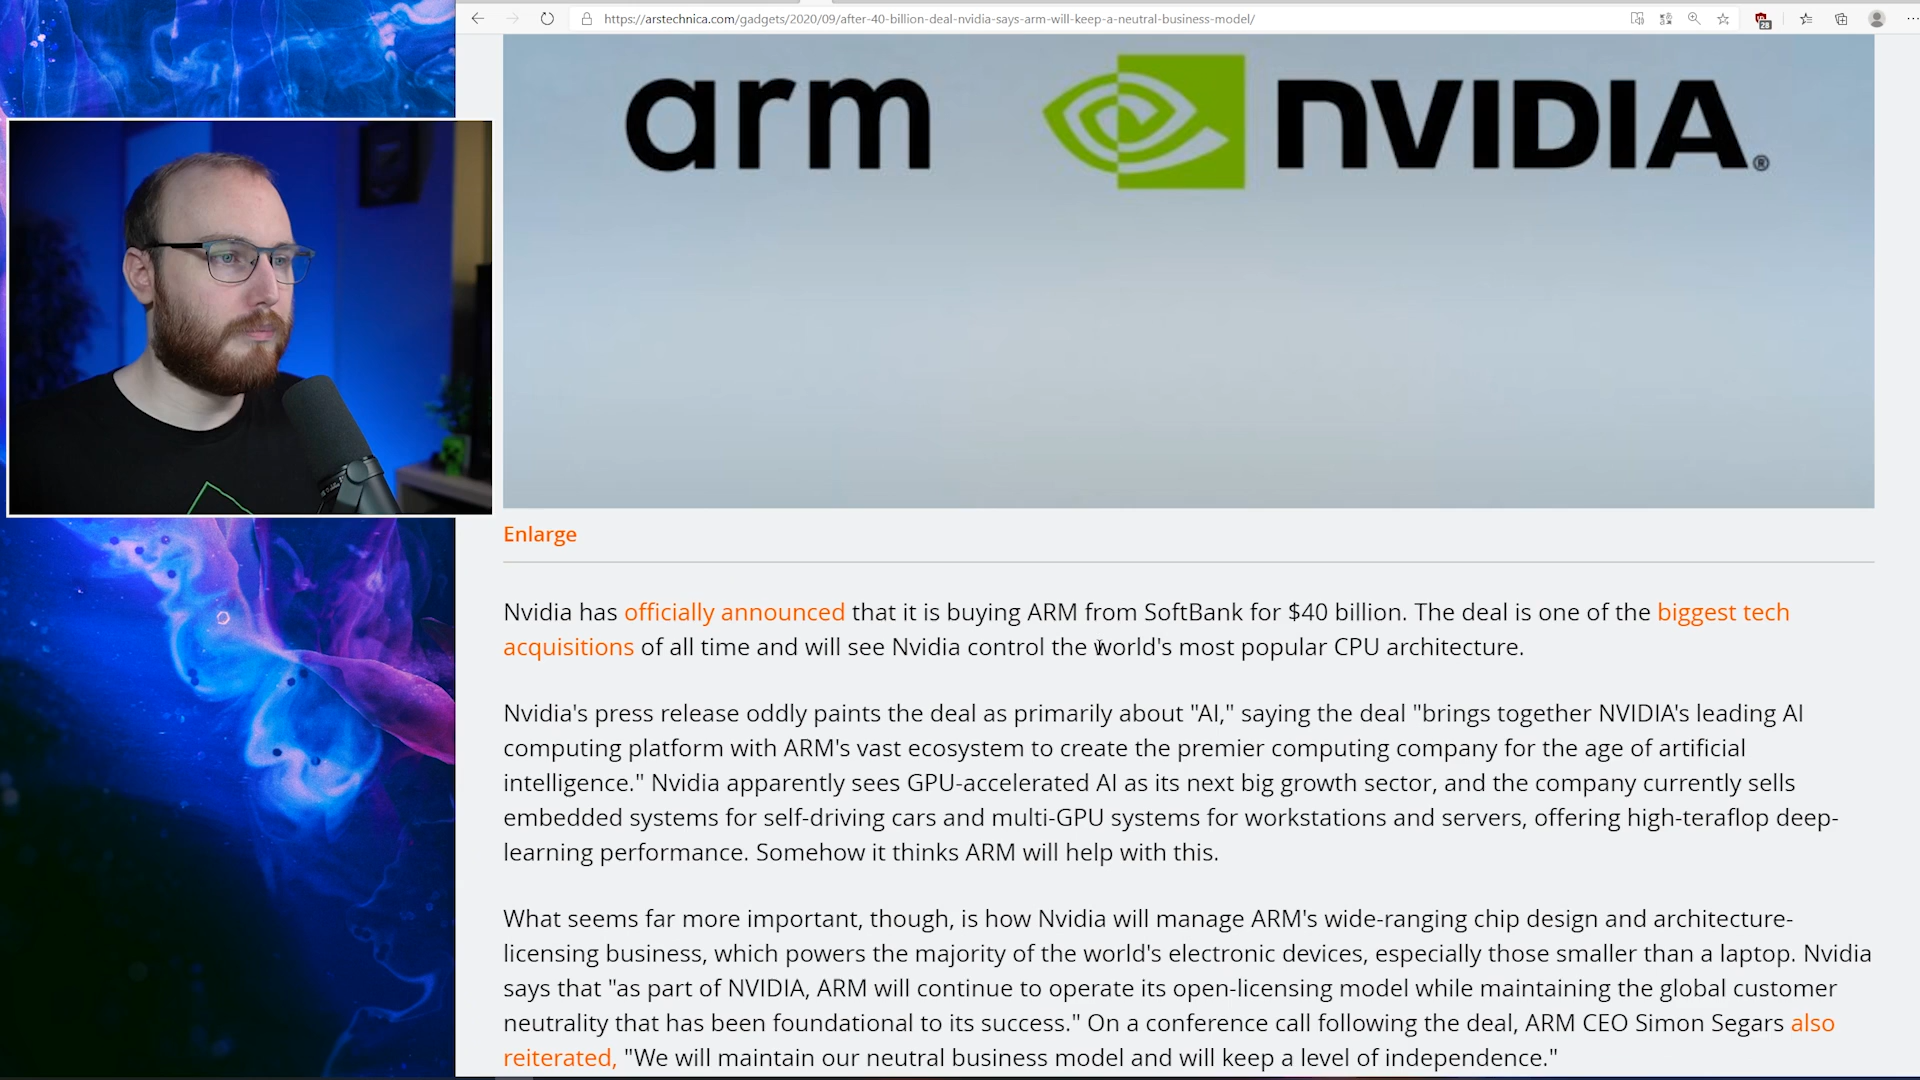 https://arstechnica.com/gadgets/2020/09/after-40-billion-deal-nvidia-says-arm-will-keep-a-neutral-business-model/
28
arm NVIDIA®
Enlarge
Nvidia has officially announced that it is buying ARM from SoftBank for $40 billion. The deal is one of the biggest tech
acquisitions of all time and will see Nvidia control the world's most popular CPU architecture.
Nvidia's press release oddly paints the deal as primarily about "AI," saying the deal "brings together NVIDIA's leading AI
computing platform with ARM's vast ecosystem to create the premier computing company for the age of artificial
intelligence." Nvidia apparently sees GPU-accelerated AI as its next big growth sector, and the company currently sells
embedded systems for self-driving cars and multi-GPU systems for workstations and servers, offering high-teraflop deep-
learning performance. Somehow it thinks ARM will help with this.
What seems far more important, though, is how Nvidia will manage ARM's wide-ranging chip design and architecture-
licensing business, which powers the majority of the world's electronic devices, especially those smaller than a laptop. Nvidia
says that "as part of NVIDIA, ARM will continue to operate its open-licensing model while maintaining the global customer
neutrality that has been foundational to its success." On a conference call following the deal, ARM CEO Simon Segars also
reiterated, "We will maintain our neutral business model and will keep a level of independence."